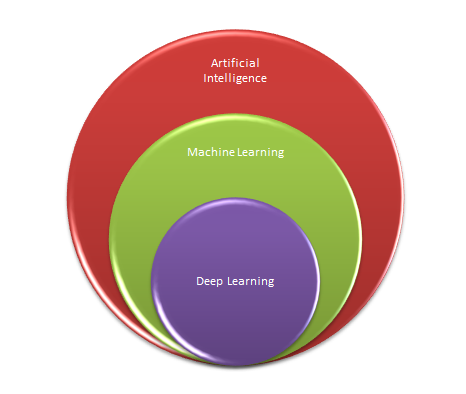 Artificial
Intelligence
Machine Learning
Deep Learning